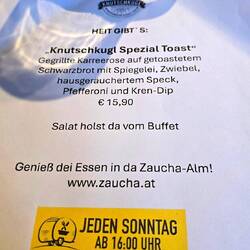 KNUTSCHKUGL
HEIT GIBT`S:
„Knutschkugl Spezial Toast"
Gegrillte Karreerose auf getoastetem
Schwarzbrot mit Spiegelei, Zwiebel,
hausgeräuchertem Speck,
Pfefferoni und Kren-Dip
€ 15,90
Salat holst da vom Buffet
Genieß dei Essen in da Zaucha-Alm!
www.zaucha.at
JEDEN SONNTAG
AB 16:00 UHR